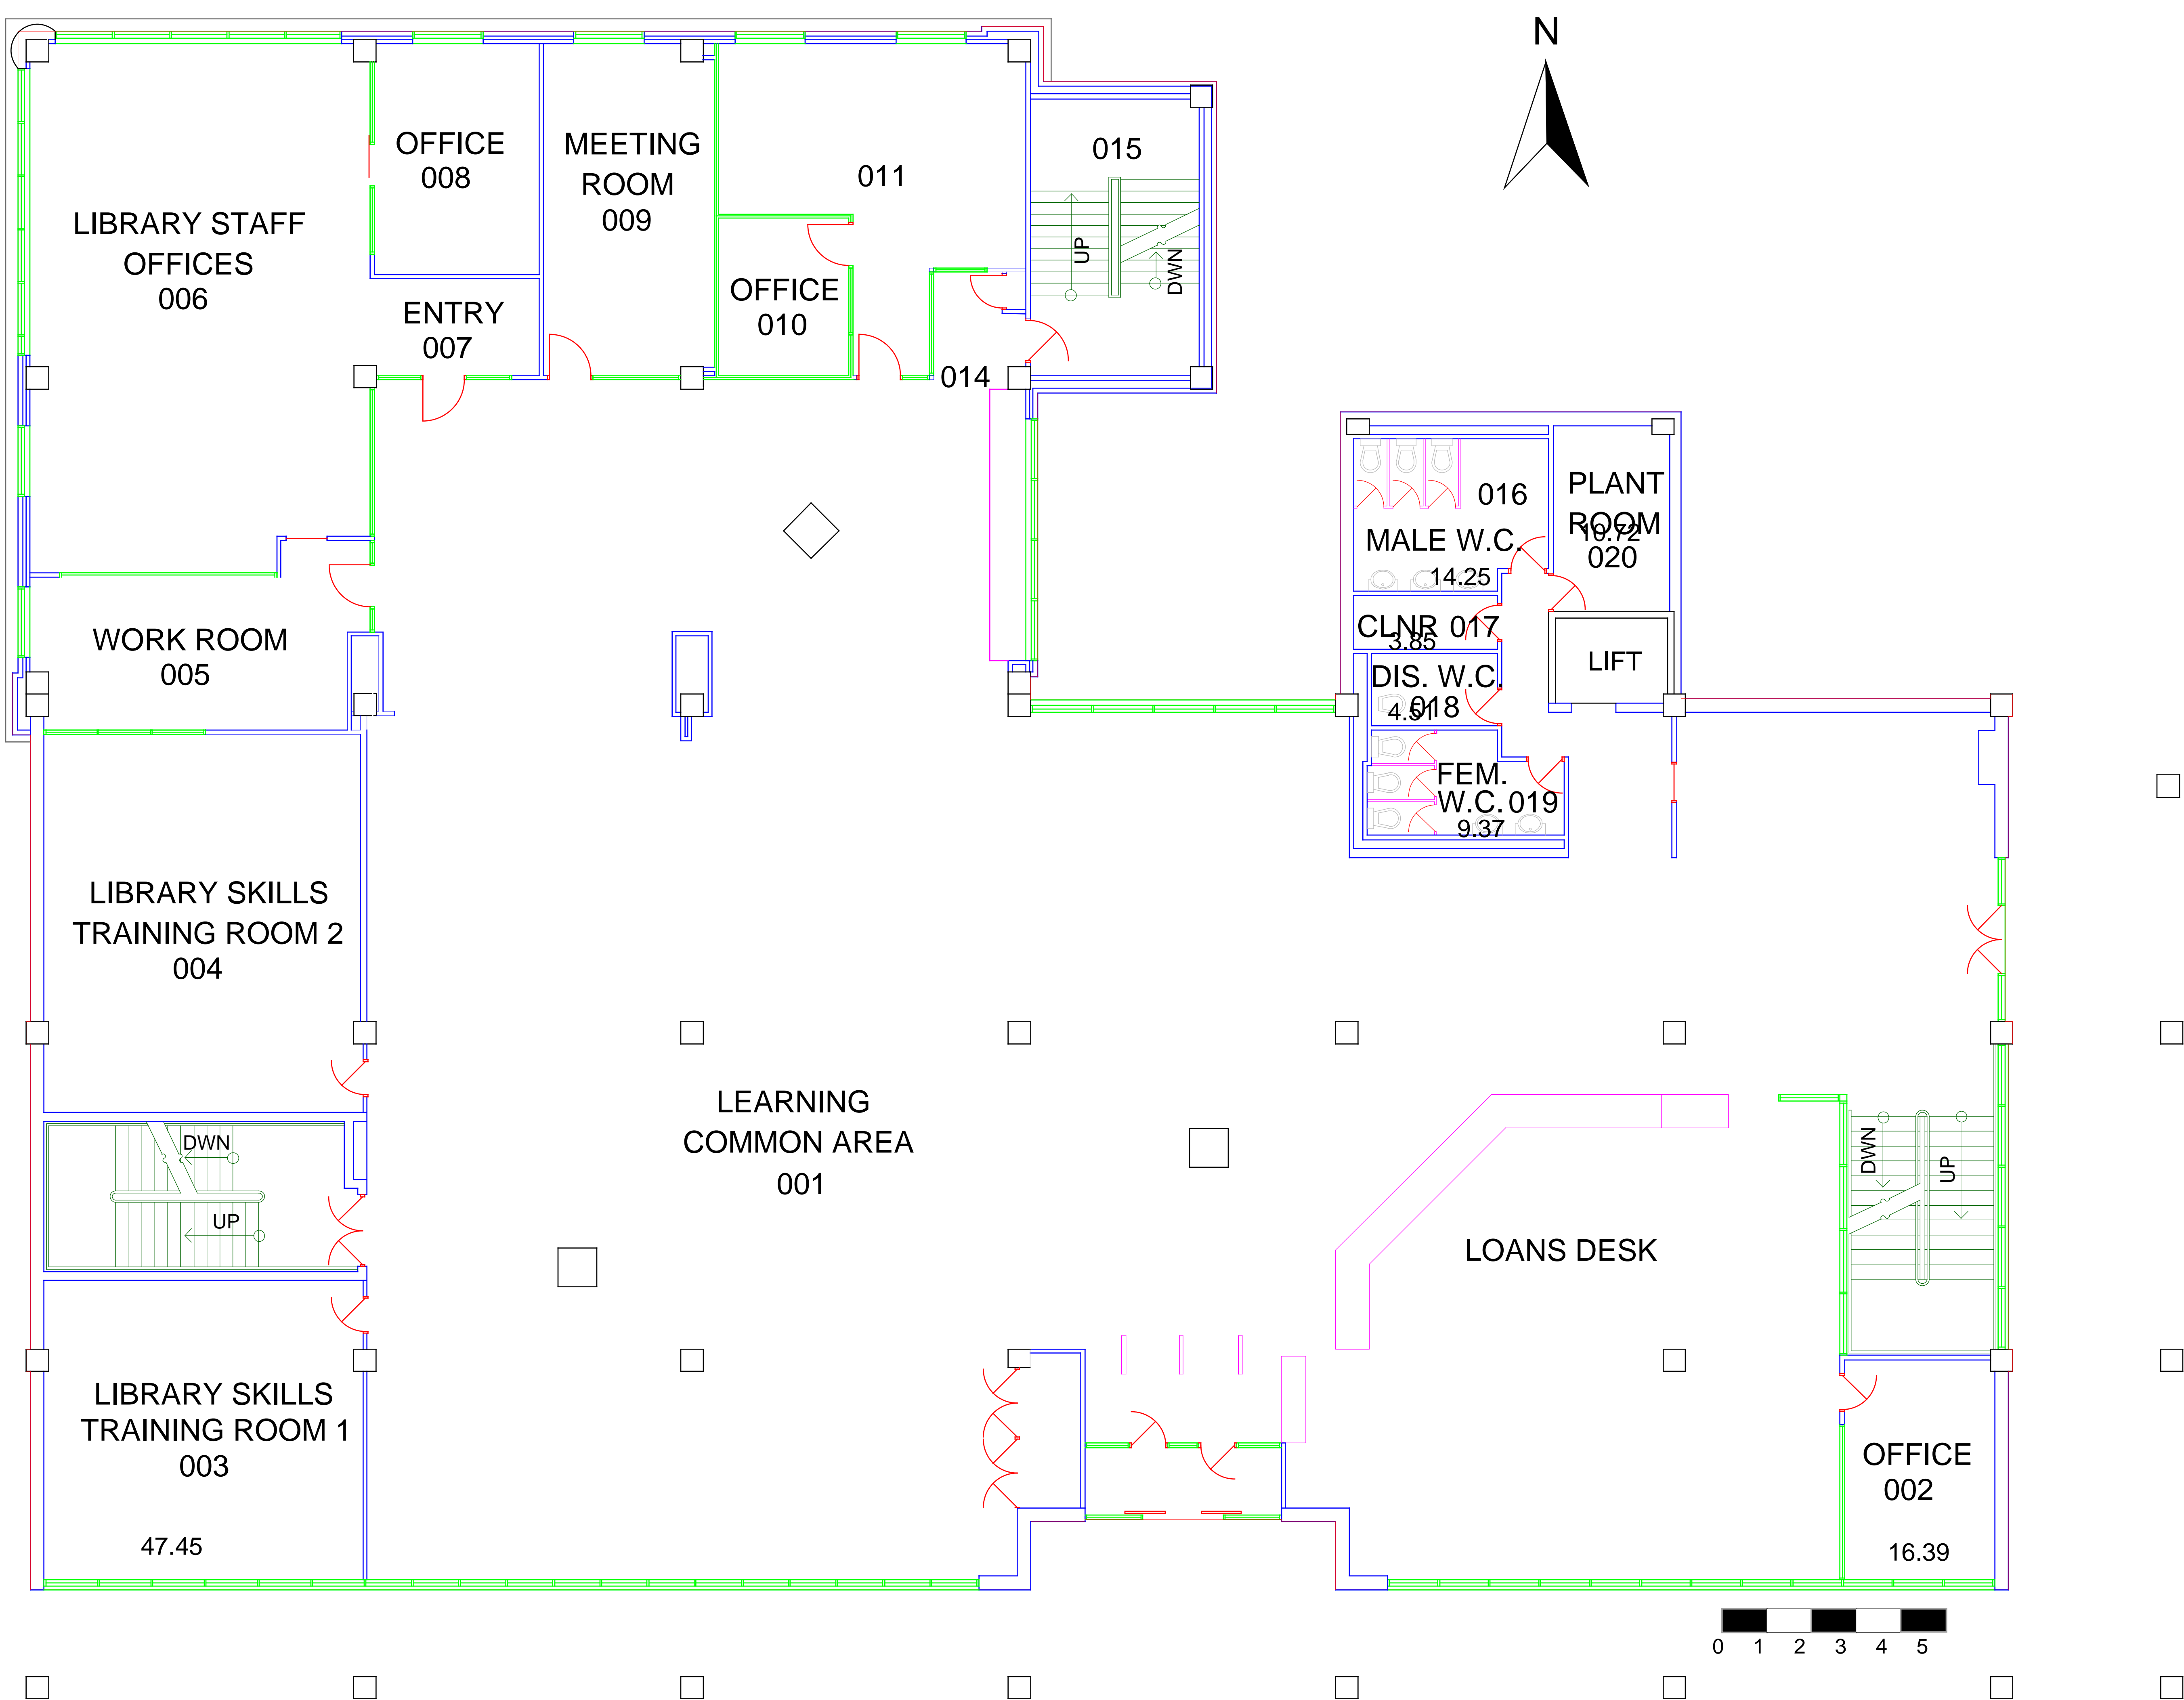 N
OFFICE
008
MEETING
ROOM
009
011
015
UP
DWN
LIBRARY STAFF
OFFICES
006
OFFICE
010
ENTRY
007
014
016
MALE W.C.
14.25
PLANT
ROOM
10.72
020
CLNR 017
3.85
LIFT
DIS. W.C.
018
4.51
WORK ROOM
005
FEM.
W.C. 019
9.37
LIBRARY SKILLS
TRAINING ROOM 2
004
LEARNING
COMMON AREA
001
DWN
UP
DWN
UP
LOANS DESK
LIBRARY SKILLS
TRAINING ROOM 1
003
47.45
OFFICE
002
16.39
0 1 2 3 4 5